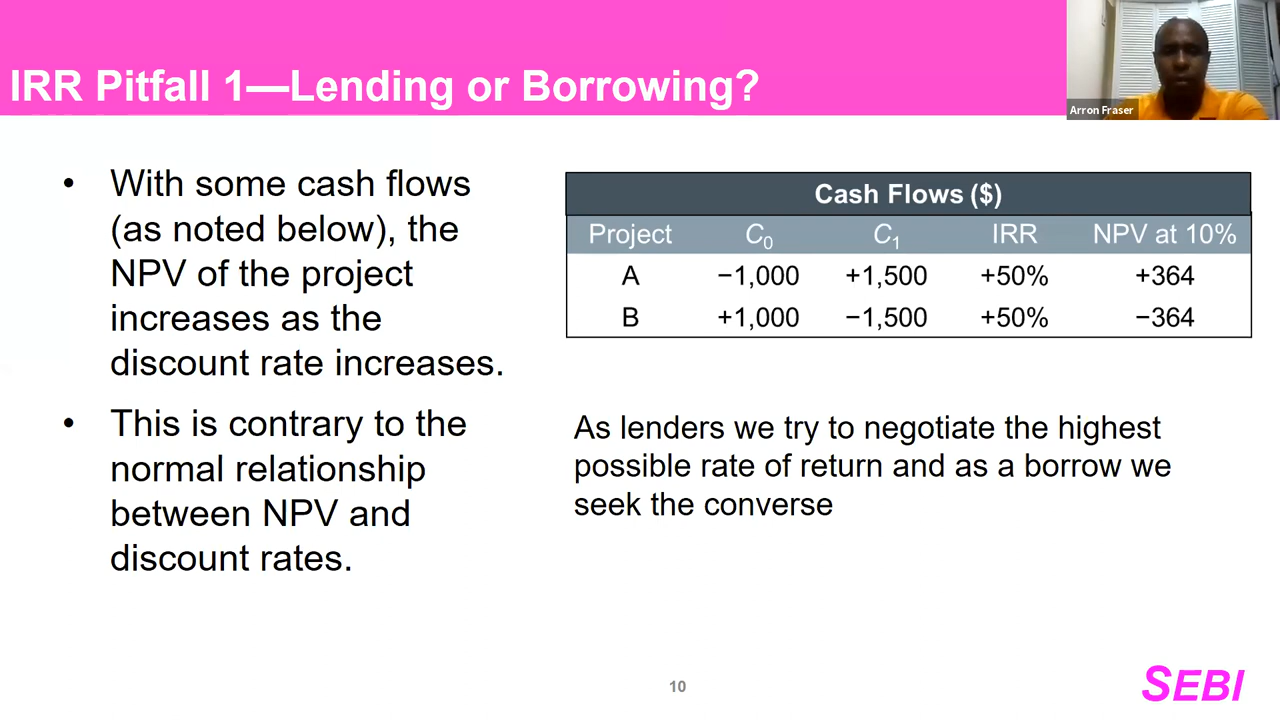 IRR Pitfall 1—Lending or Borrowing?
Arron Fraser
• With some cash flows
(as noted below), the
NPV of the project
increases as the
discount rate increases.
• This is contrary to the
normal relationship
between NPV and
discount rates.
Cash Flows ($)
Project C0 C1 IRR NPV at 10%
A −1,000 +1,500 +50% +364
B +1,000 −1,500 +50% −364
As lenders we try to negotiate the highest
possible rate of return and as a borrow we
seek the converse
10
SEBI